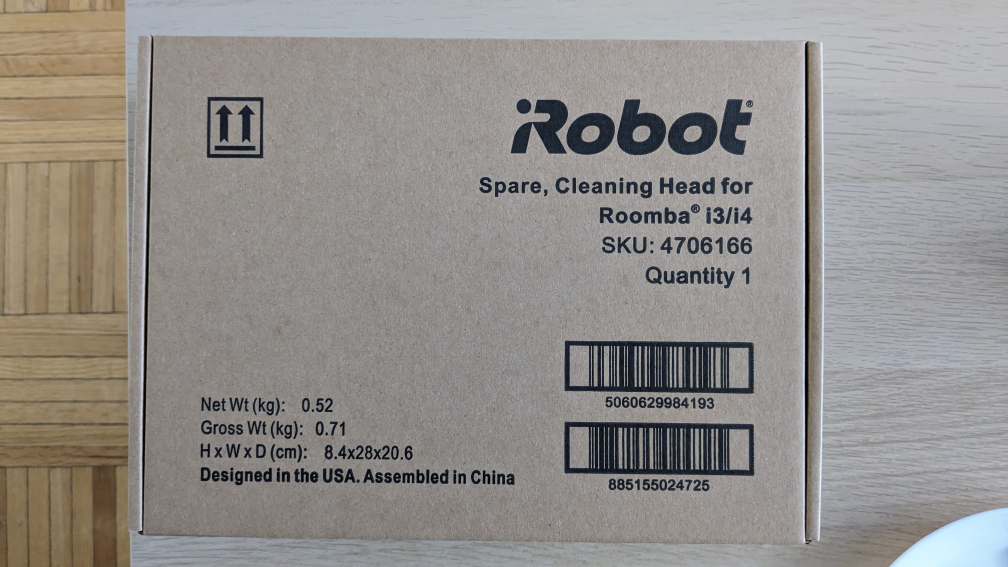 iRobot®
Spare, Cleaning Head for
Roomba® i3/i4
SKU: 4706166
Quantity 1
5060629984193
885155024725
Net Wt (kg): 0.52
Gross Wt (kg): 0.71
H x W x D (cm): 8.4x28x20.6
Designed in the USA. Assembled in China